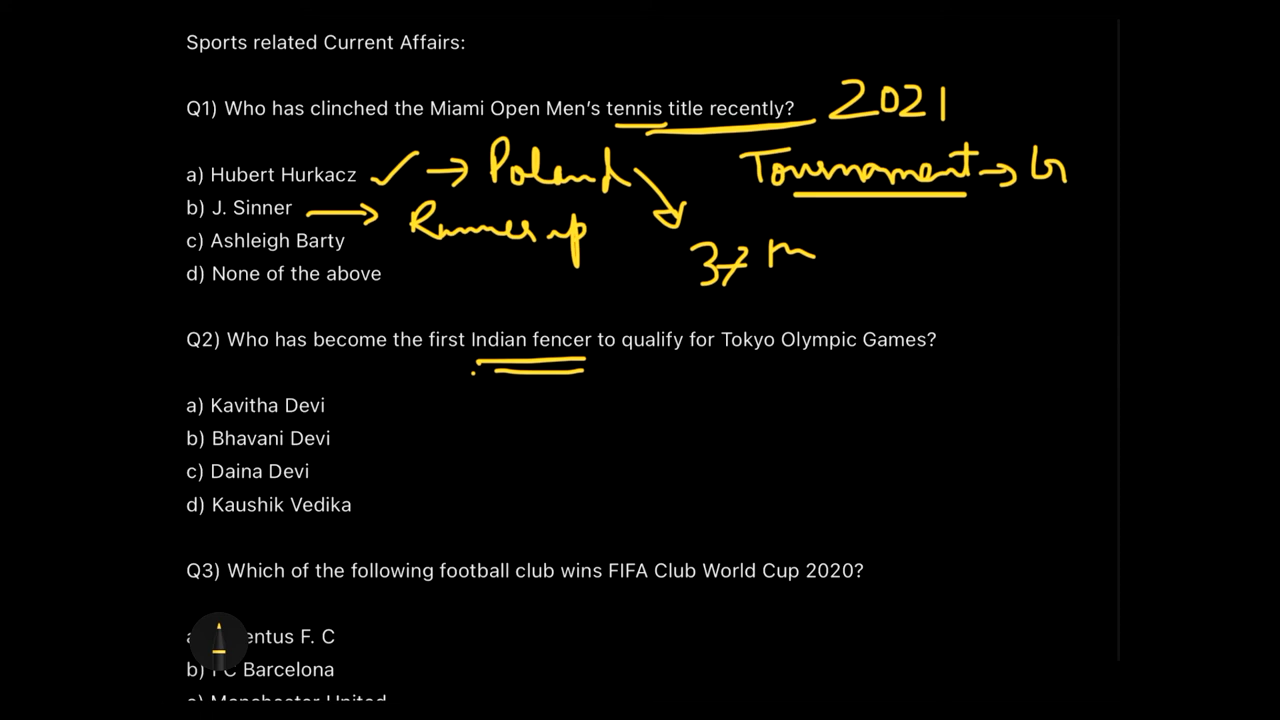 Sports related Current Affairs:
Q1) Who has clinched the Miami Open Men's tennis title recently? 2021
a) Hubert Hurkacz ✓ → Poland Tournament →
b) J. Sinner → Runner up
c) Ashleigh Barty 37
d) None of the above
Q2) Who has become the first Indian fencer to qualify for Tokyo Olympic Games?
a) Kavitha Devi
b) Bhavani Devi
c) Daina Devi
d) Kaushik Vedika
Q3) Which of the following football club wins FIFA Club World Cup 2020?
entus F. C
b) FC Barcelona
c) Manchester United